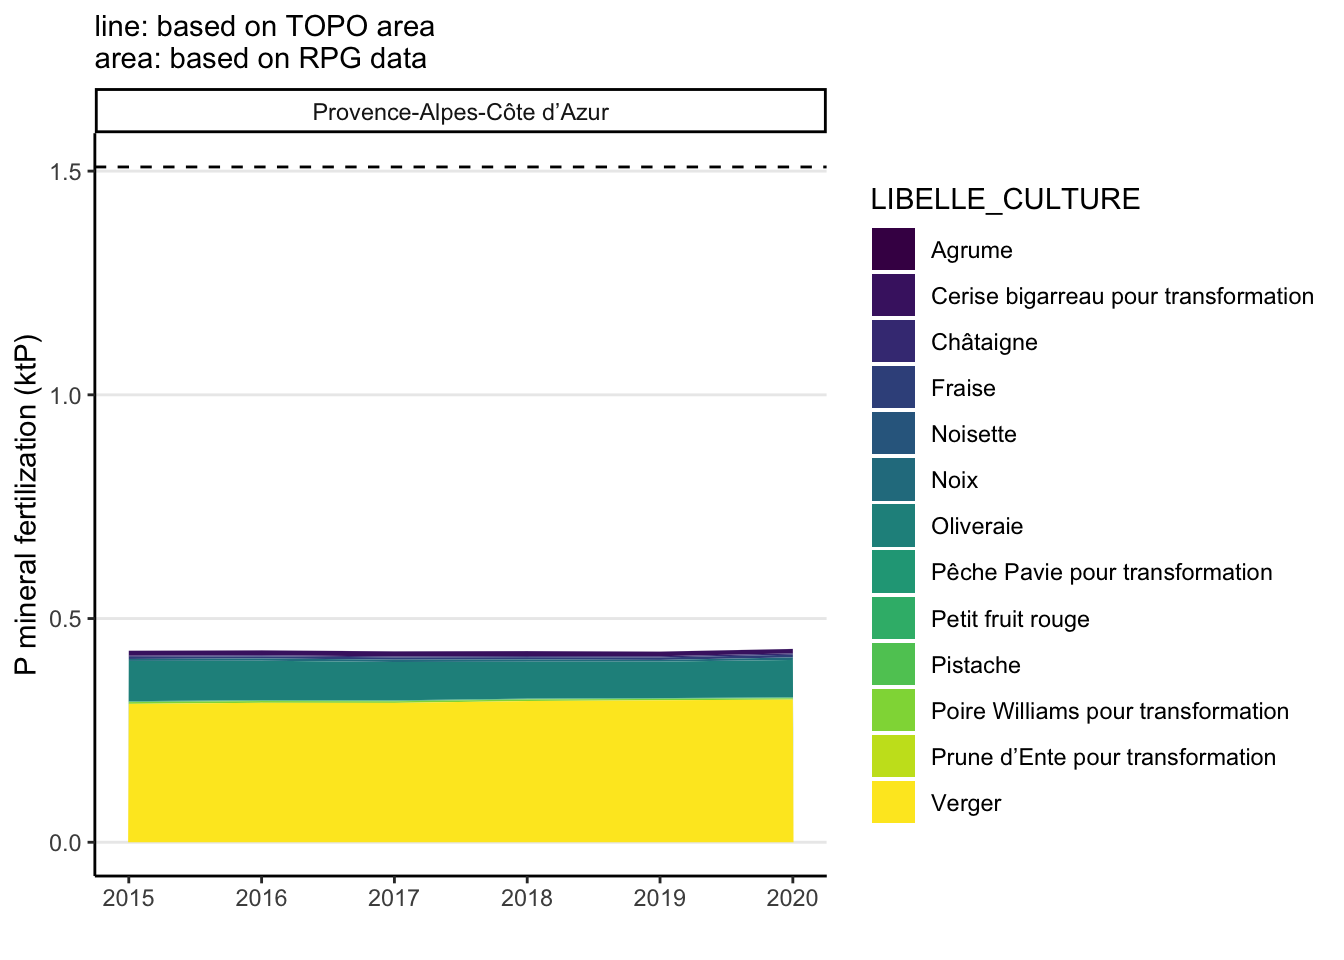 line: based on TOPO area
area: based on RPG data
Provence-Alpes-Côte d’Azur
1.5
1.0
0.5
0.0
P mineral fertilization (ktP)
2015 2016 2017 2018 2019 2020
LIBELLE_CULTURE
Agrume
Cerise bigarreau pour transformation
Châtaigne
Fraise
Noisette
Noix
Oliveraie
Pêche Pavie pour transformation
Petit fruit rouge
Pistache
Poire Williams pour transformation
Prune d’Ente pour transformation
Verger